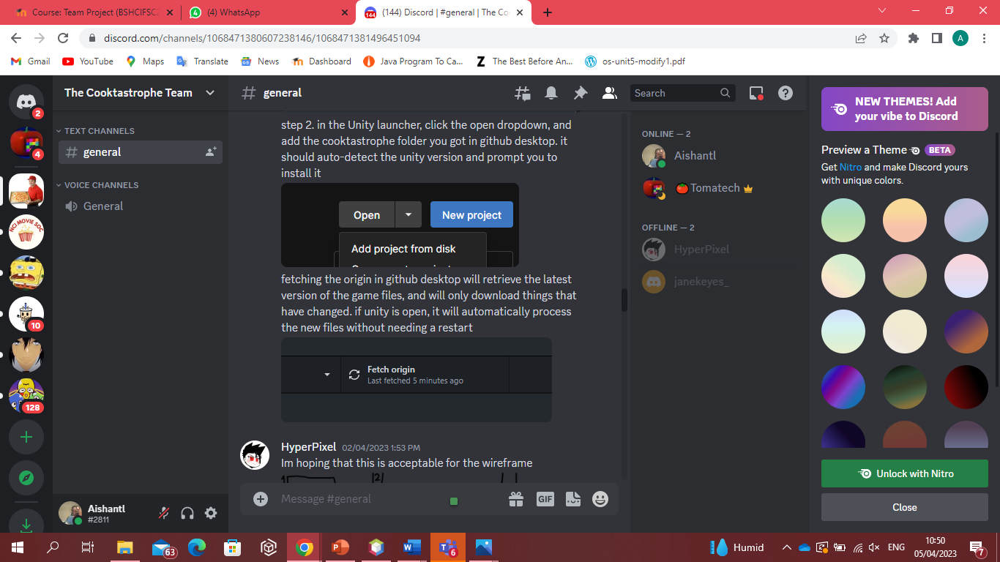 Course: Team Project (BSHCIFSC2
(4) WhatsApp
(144) Discord | #general | The Co
discord.com/channels/1068471380607238146/1068471381496451094
A
Gmail
YouTube
Maps
Translate
News
Dashboard
Java Program To Ca...
The Best Before An...
os-unit5-modify1.pdf
2
4
NCI MOVIE SOC
10
128
The Cooktastrophe Team
TEXT CHANNELS
general
VOICE CHANNELS
General
Aishantl
#2811
general
Search
step 2. in the Unity launcher, click the open dropdown, and
add the cooktastrophe folder you got in github desktop. it
should auto-detect the unity version and prompt you to
install it
Open
New project
Add project from disk
fetching the origin in github desktop will retrieve the latest
version of the game files, and will only download things that
have changed. if unity is open, it will automatically process
the new files without needing a restart
Fetch origin
Last fetched 5 minutes ago
HyperPixel 02/04/2023 1:53 PM
Im hoping that this is acceptable for the wireframe
Message #general
GIF
ONLINE — 2
Aishantl
🍅Tomatech
OFFLINE — 2
HyperPixel
janekeyes_
NEW THEMES! Add
your vibe to Discord
Preview a Theme BETA
Get Nitro and make Discord yours
with unique colors.
Unlock with Nitro
Close
63
6
Humid
ENG
10:50
05/04/2023
7